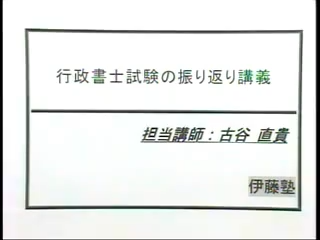 行政書士試験の振り返り講義
担当講師：古谷 直貴
伊藤塾